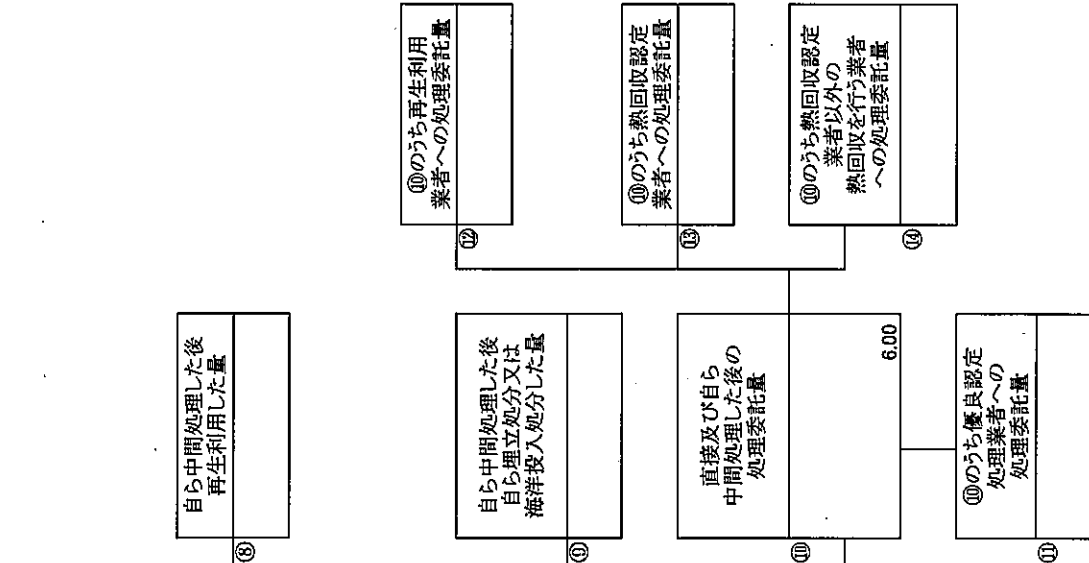 自ら中間処理した後
再生利用した量
⑧
自ら中間処理した後
自ら埋立処分又は
海洋投入処分した量
⑨
直接及び自ら
中間処理した後の
処理委託量
6.00
⑩
⑩のうち優良認定
処理業者への
処理委託量
⑪
⑩のうち再生利用
業者への処理委託量
⑫
⑩のうち熱回収認定
業者への処理委託量
⑬
⑩のうち熱回収認定
業者以外の
熱回収を行う業者
への処理委託量
⑭